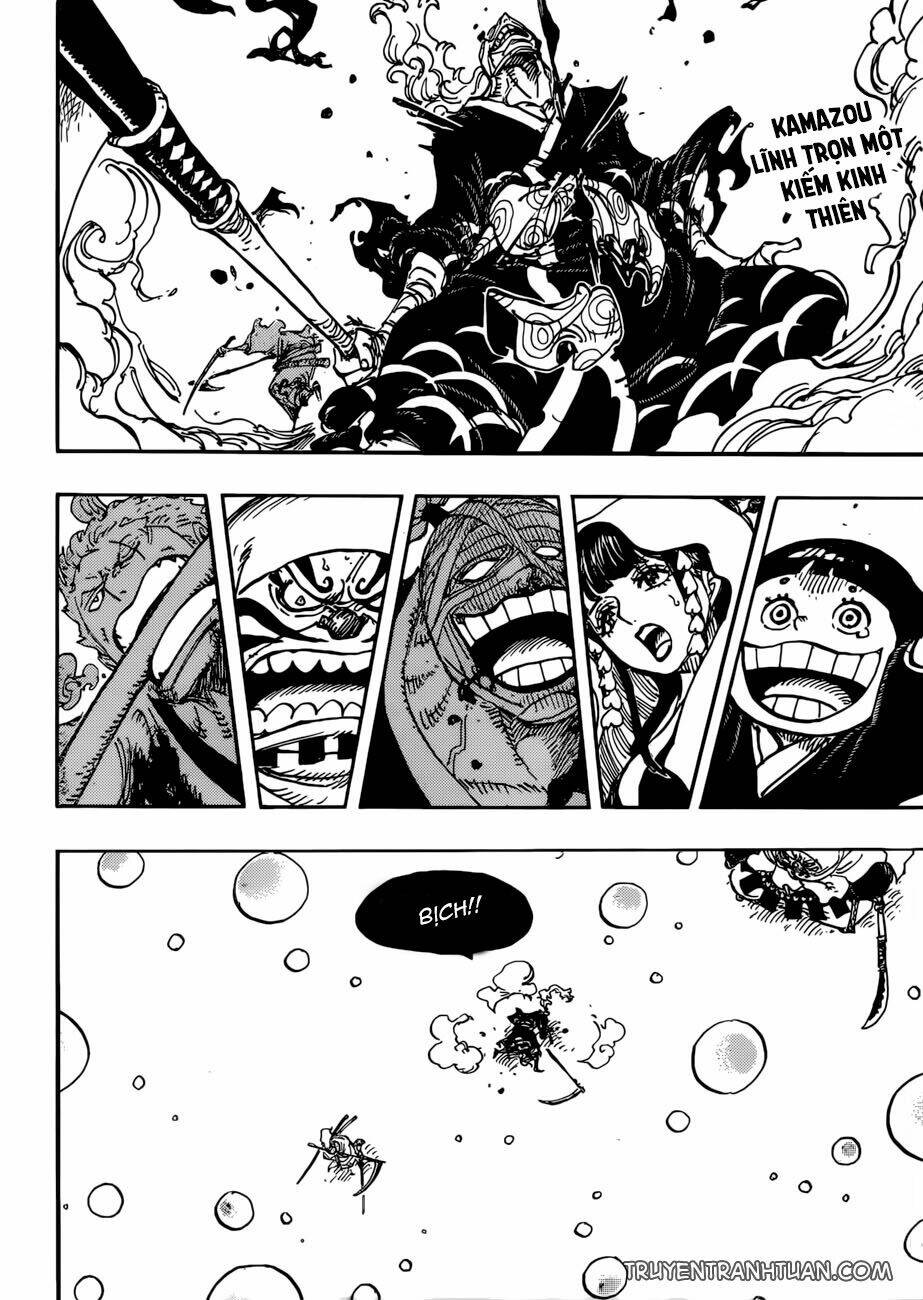 KAMAZOU
LĨNH TRỌN MỘT
KIẾM KINH
THIÊN
BỊCH!!
TRUYENTRANHTUAN.COM